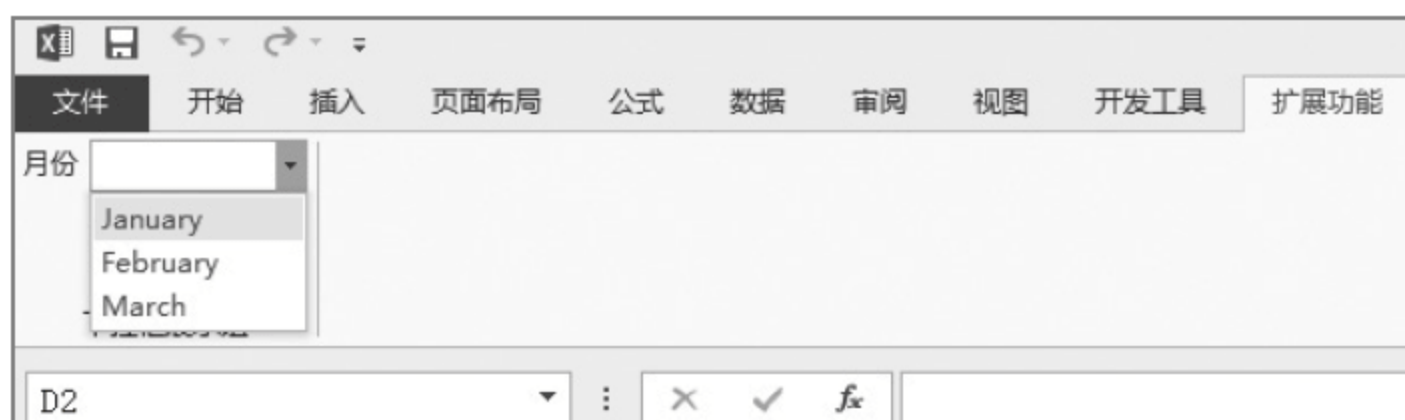 文件 开始 插入 页面布局 公式 数据 审阅 视图 开发工具 扩展功能
月份
January
February
March
D2 fx